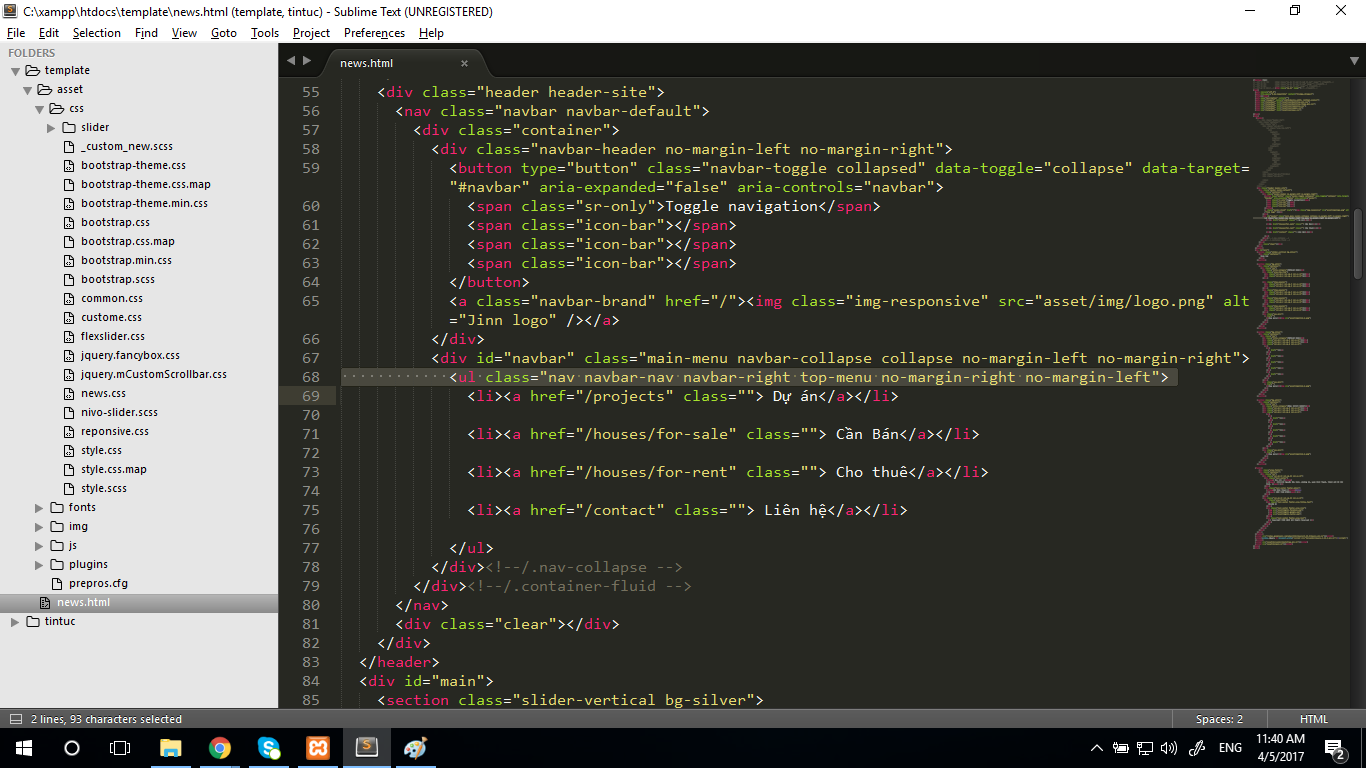 C:\xampp\htdocs\template\news.html (template, tintuc) - Sublime Text (UNREGISTERED)
File Edit Selection Find View Goto Tools Project Preferences Help
FOLDERS
template
asset
css
slider
_custom_new.scss
bootstrap-theme.css
bootstrap-theme.css.map
bootstrap-theme.min.css
bootstrap.css
bootstrap.css.map
bootstrap.min.css
bootstrap.scss
common.css
custome.css
flexslider.css
jquery.fancybox.css
jquery.mCustomScrollbar.css
news.css
nivo-slider.scss
reponsive.css
style.css
style.css.map
style.scss
fonts
img
js
plugins
prepros.cfg
news.html
tintuc
news.html ×
55 <div class="header header-site">
56 <nav class="navbar navbar-default">
57 <div class="container">
58 <div class="navbar-header no-margin-left no-margin-right">
59 <button type="button" class="navbar-toggle collapsed" data-toggle="collapse" data-target=
"#navbar" aria-expanded="false" aria-controls="navbar">
60 <span class="sr-only">Toggle navigation</span>
61 <span class="icon-bar"></span>
62 <span class="icon-bar"></span>
63 <span class="icon-bar"></span>
64 </button>
65 <a class="navbar-brand" href="/"><img class="img-responsive" src="asset/img/logo.png" alt
="Jinn logo" /></a>
66 </div>
67 <div id="navbar" class="main-menu navbar-collapse collapse no-margin-left no-margin-right">
68 <ul class="nav navbar-nav navbar-right top-menu no-margin-right no-margin-left">
69 <li><a href="/projects" class=""> Dự án</a></li>
70
71 <li><a href="/houses/for-sale" class=""> Cần Bán</a></li>
72
73 <li><a href="/houses/for-rent" class=""> Cho thuê</a></li>
74
75 <li><a href="/contact" class=""> Liên hệ</a></li>
76
77 </ul>
78 </div><!--/.nav-collapse -->
79 </div><!--/.container-fluid -->
80 </nav>
81 <div class="clear"></div>
82 </div>
83 </header>
84 <div id="main">
85 <section class="slider-vertical bg-silver">
2 lines, 93 characters selected
Spaces: 2
HTML
ENG
11:40 AM
4/5/2017
2